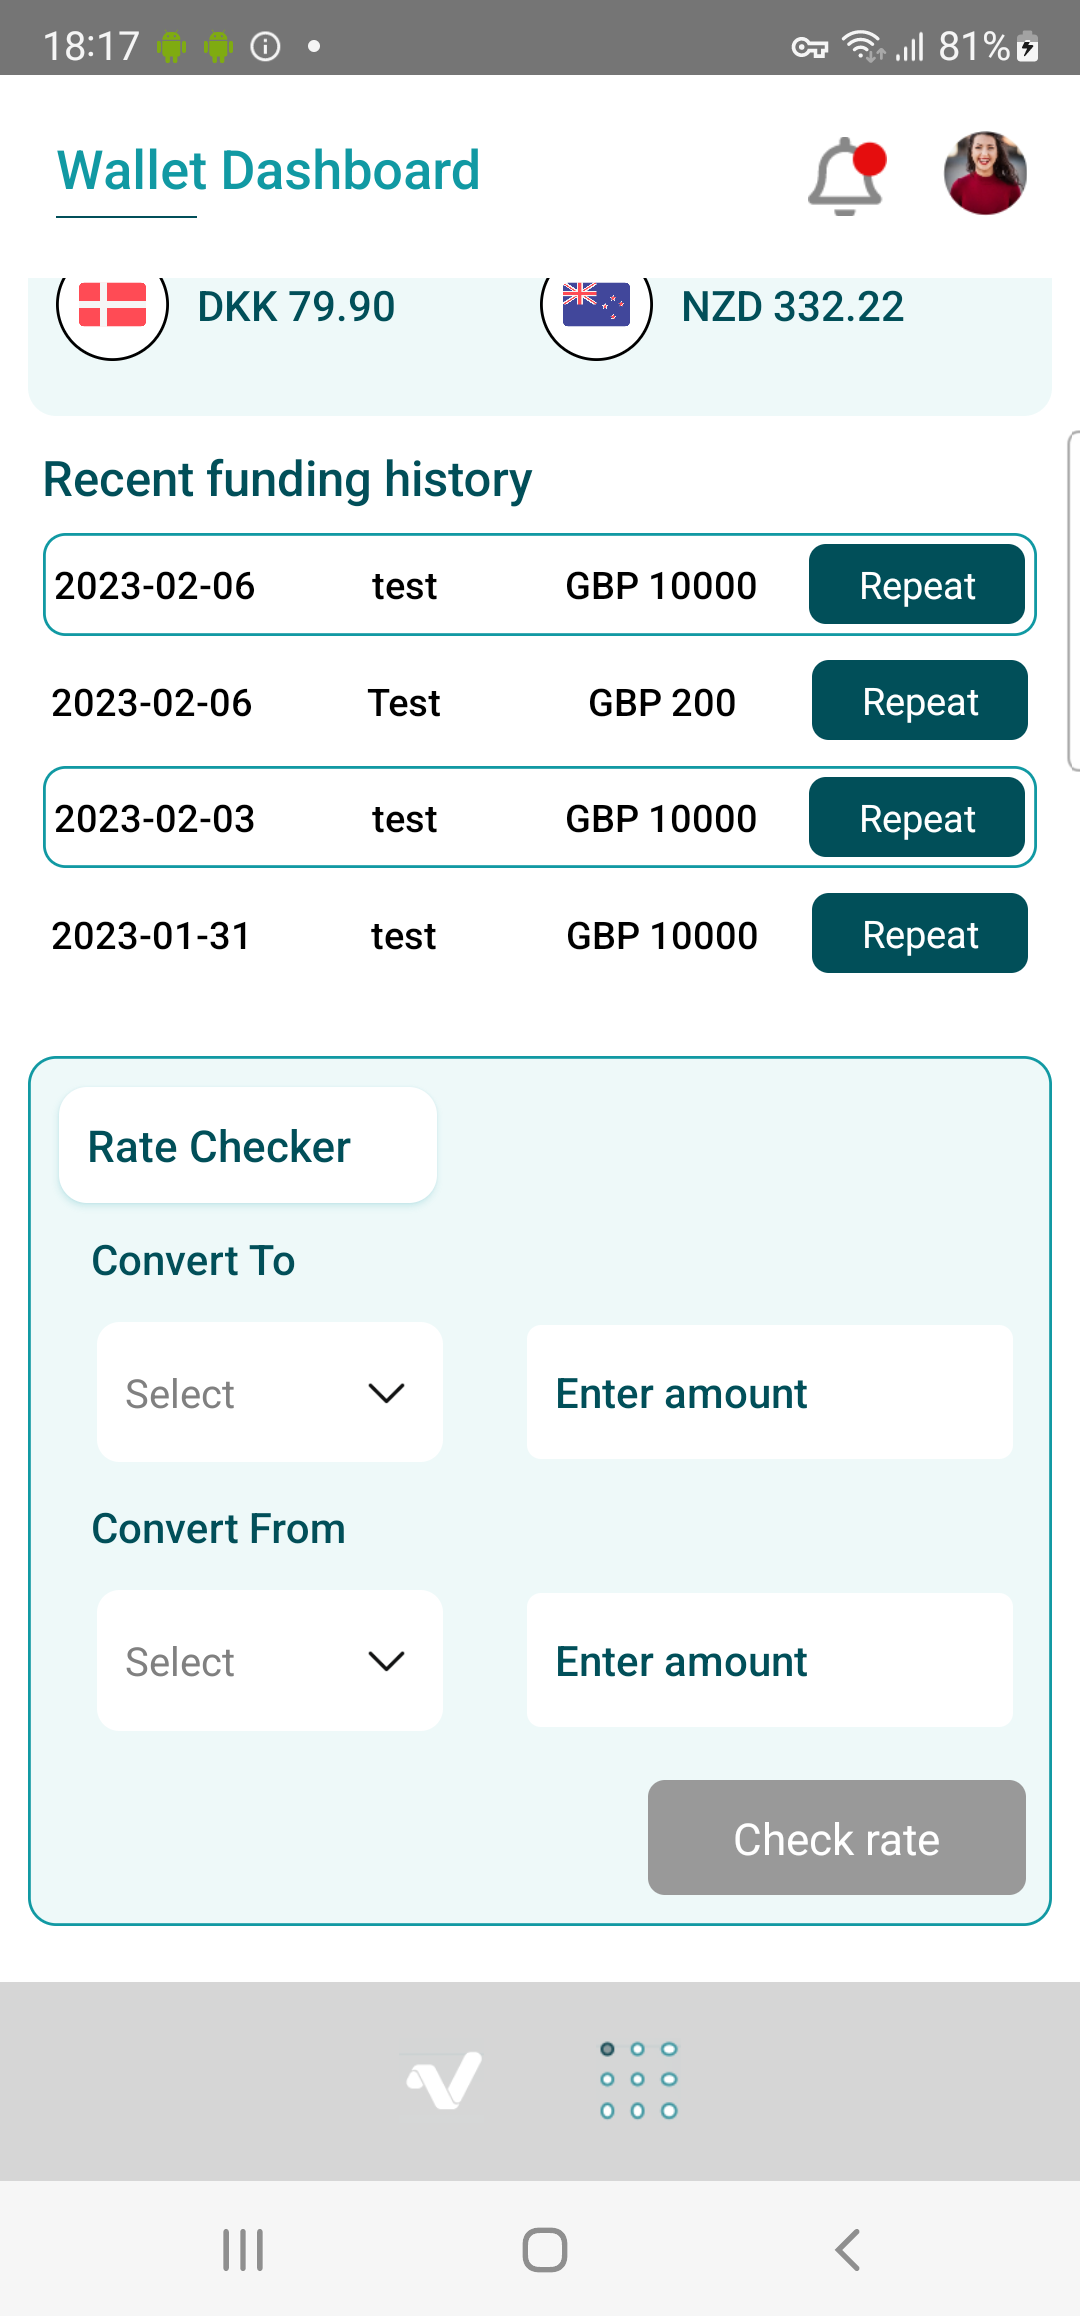 18:17 81%
Wallet Dashboard
DKK 79.90 NZD 332.22
Recent funding history
2023-02-06 test GBP 10000 Repeat
2023-02-06 Test GBP 200 Repeat
2023-02-03 test GBP 10000 Repeat
2023-01-31 test GBP 10000 Repeat
Rate Checker
Convert To
Select Enter amount
Convert From
Select Enter amount
Check rate